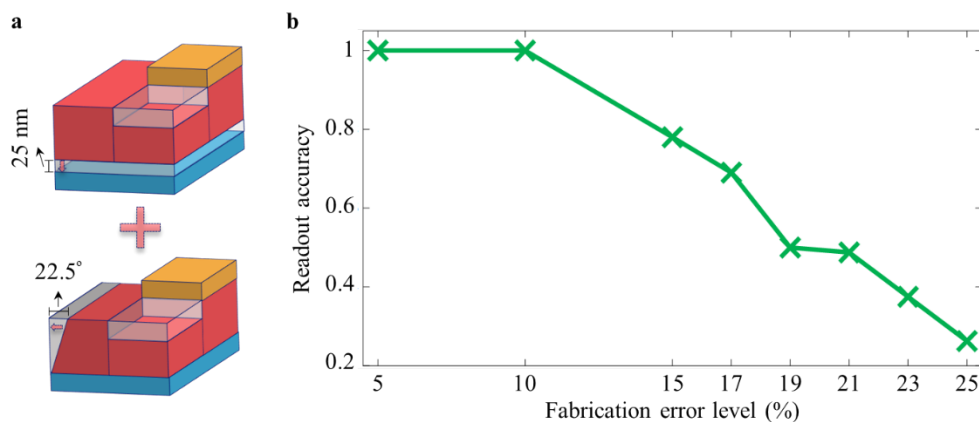 a
25 nm
22.5°
b
Readout accuracy
1
0.8
0.6
0.4
0.2
5 10 15 17 19 21 23 25
Fabrication error level (%)